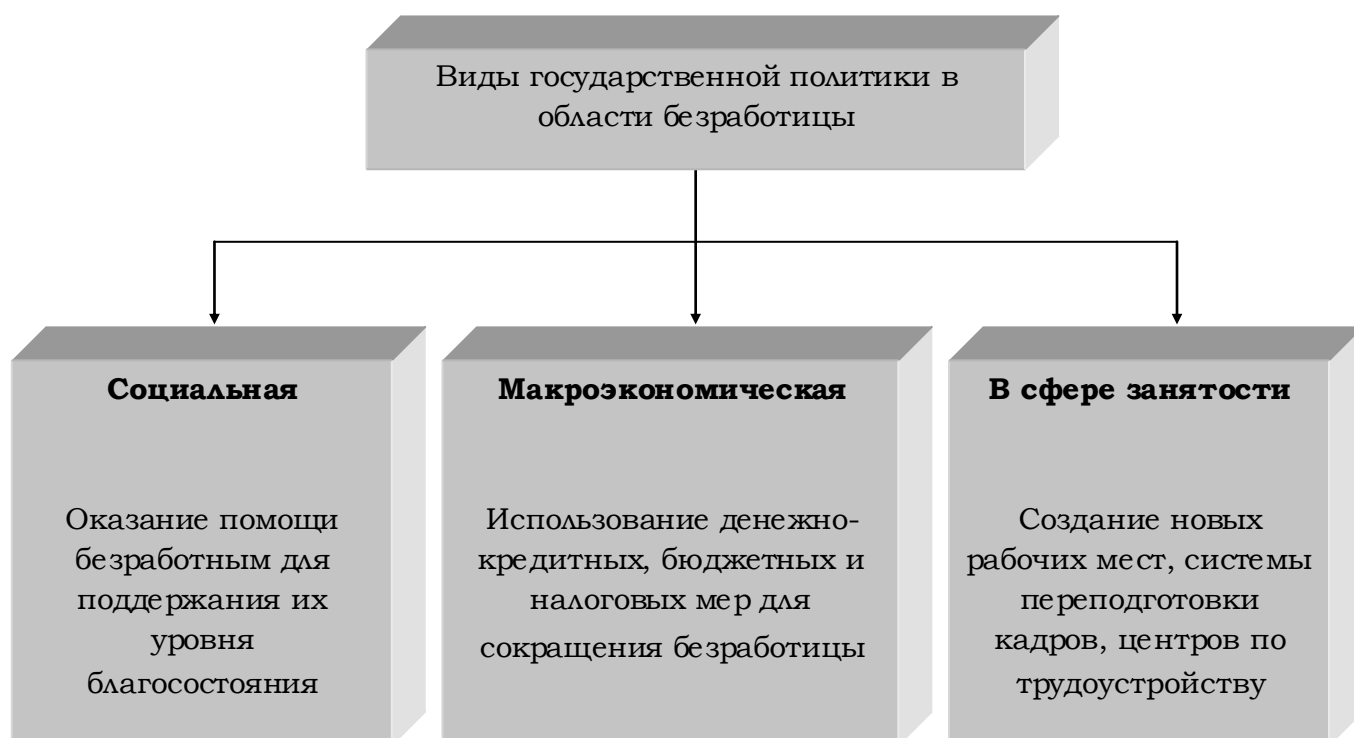 Виды государственной политики в
области безработицы
Социальная
Оказание помощи
безработным для
поддержания их
уровня
благосостояния
Макроэкономическая
Использование денежно-
кредитных, бюджетных и
налоговых мер для
сокращения безработицы
В сфере занятости
Создание новых
рабочих мест, системы
переподготовки
кадров, центров по
трудоустройству